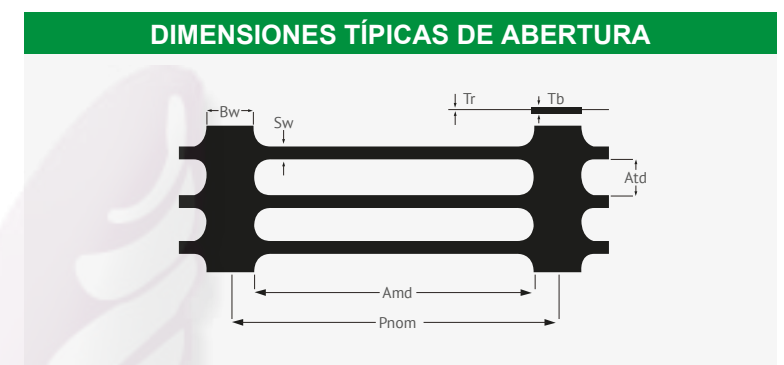 DIMENSIONES TÍPICAS DE ABERTURA
Tr
Tb
Bw
Sw
Atd
Amd
Pnom